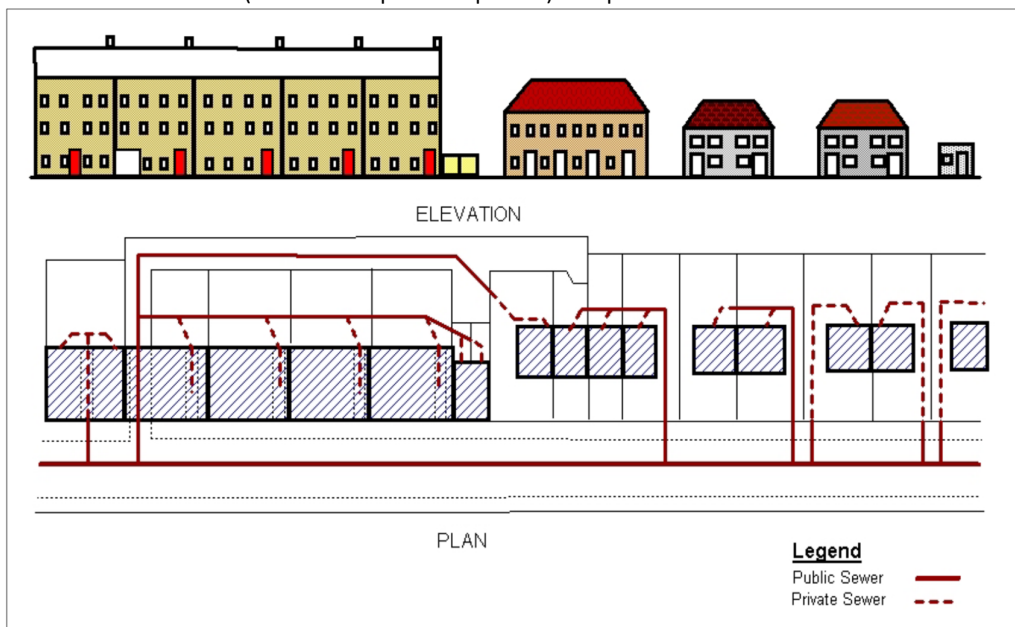 ELEVATION
PLAN
Legend
Public Sewer
Private Sewer